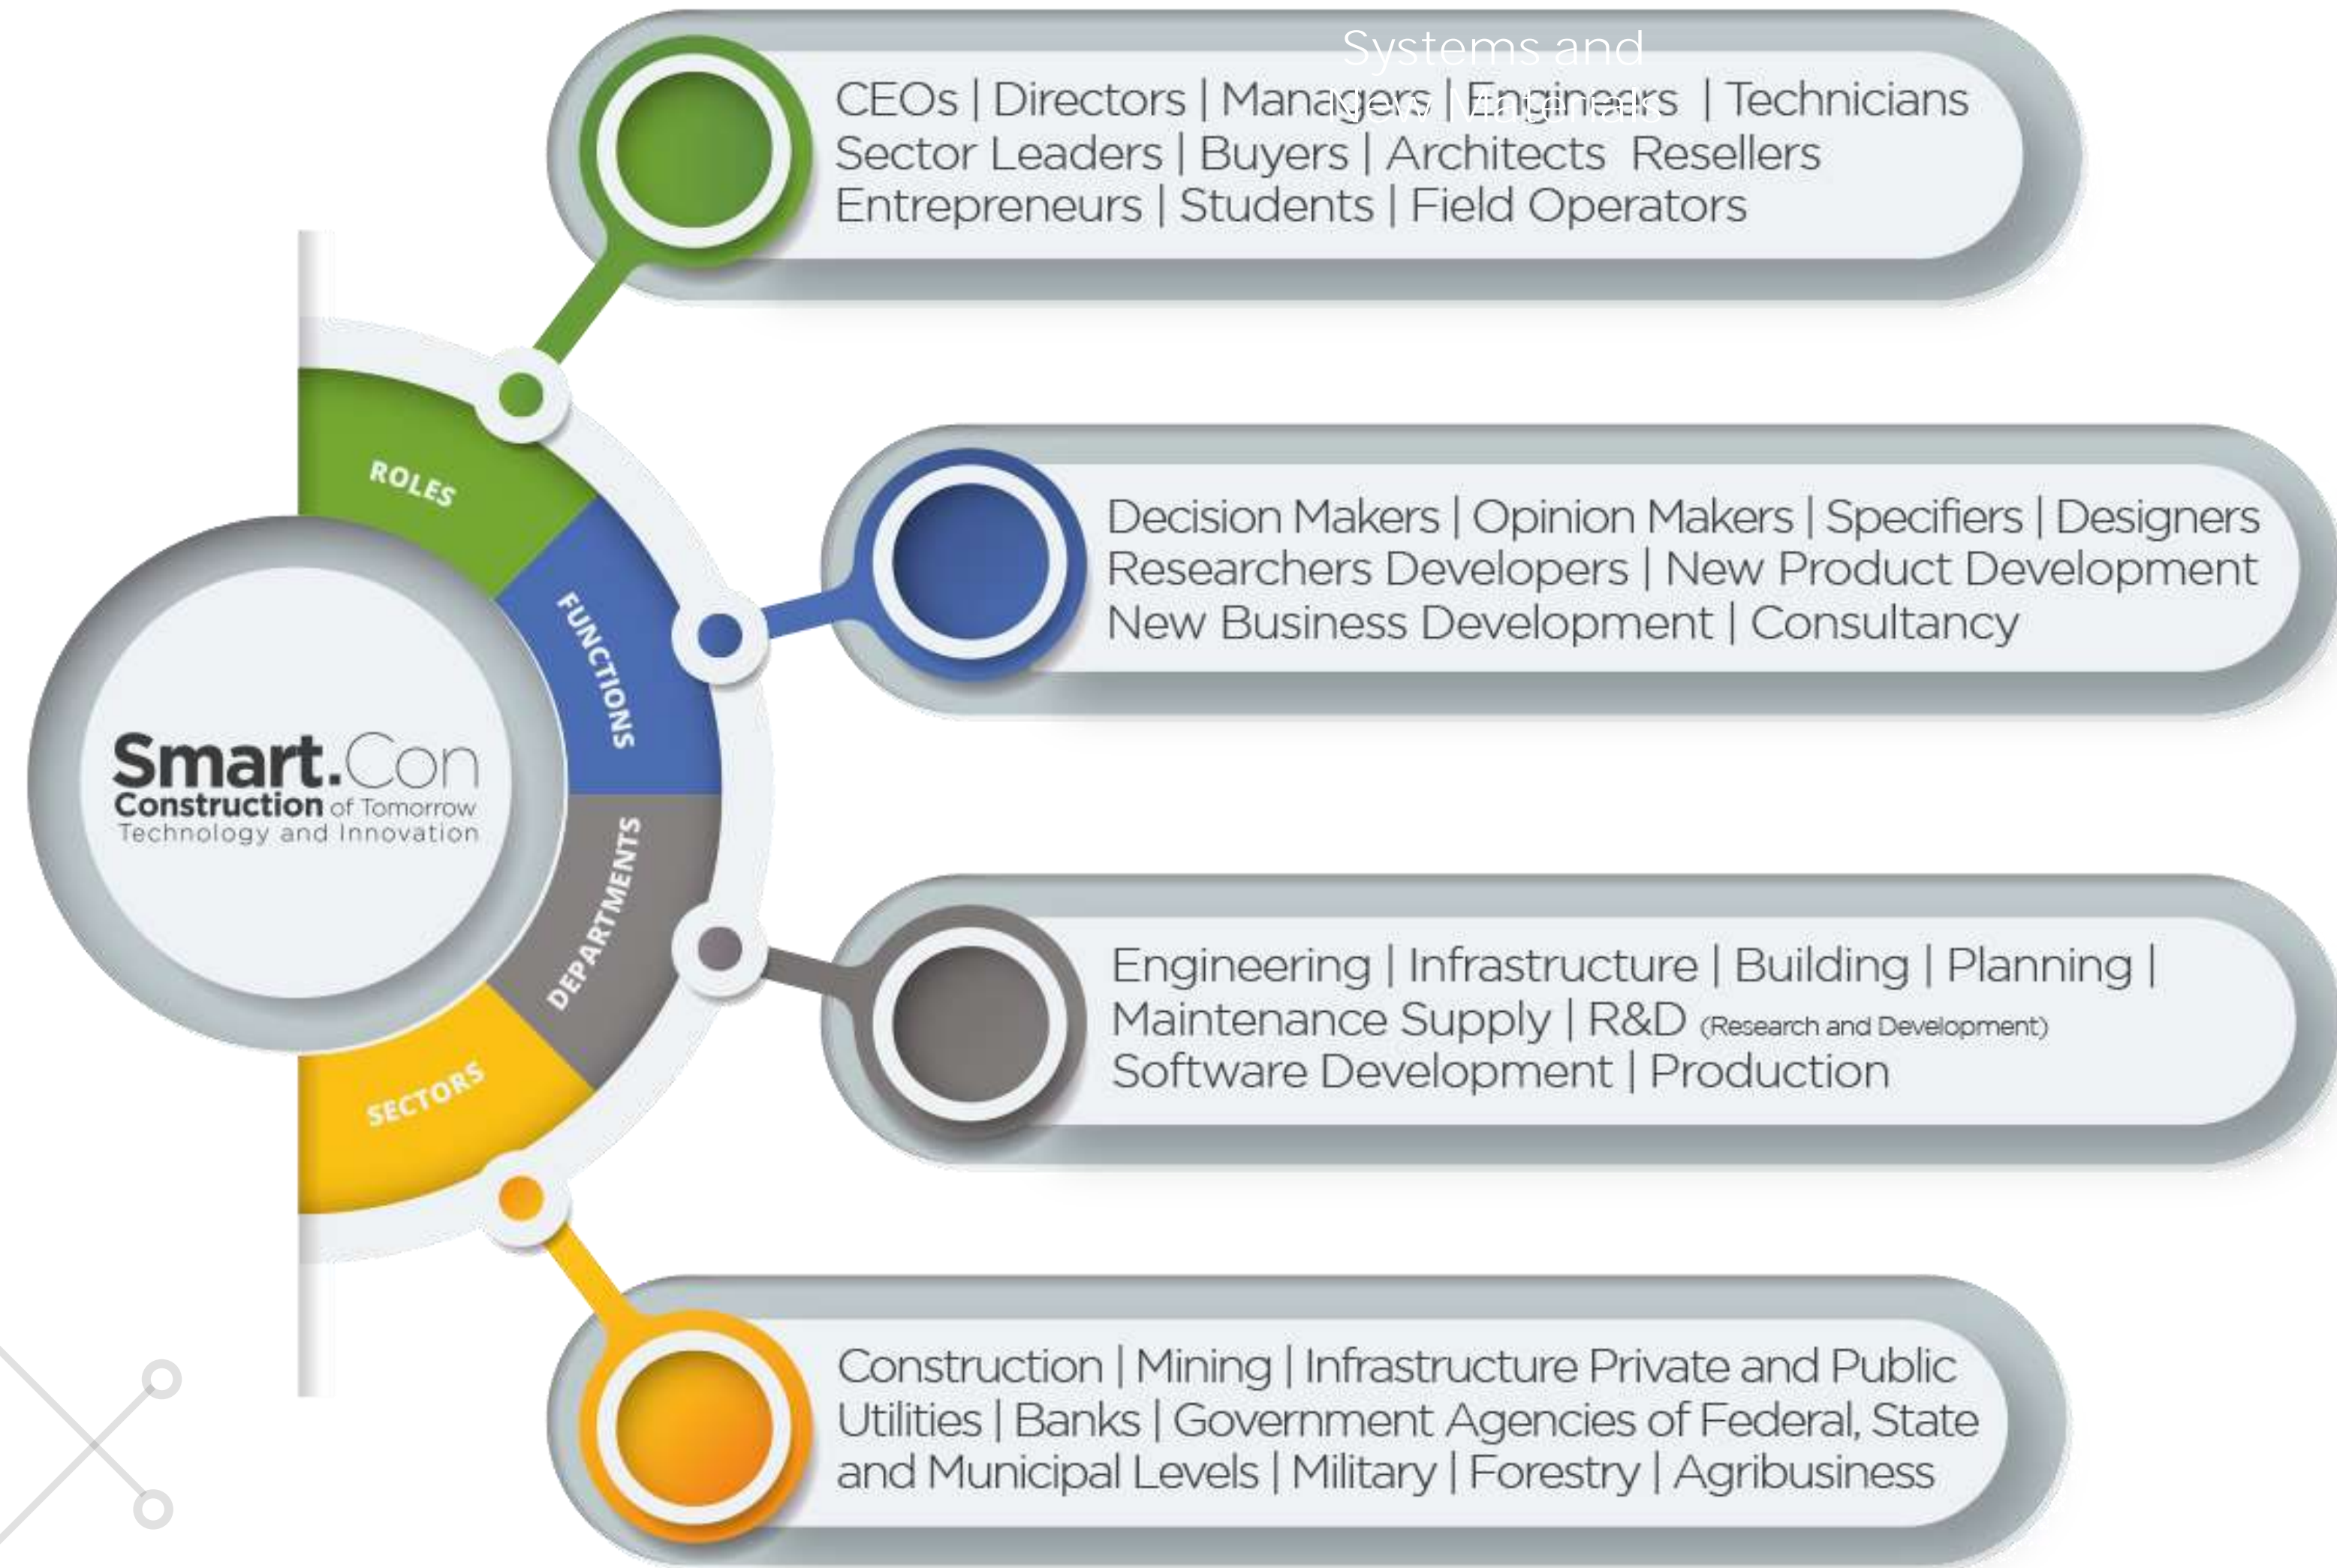 Systems and
New Materials
CEOs | Directors | Managers | Engineers | Technicians
Sector Leaders | Buyers | Architects Resellers
Entrepreneurs | Students | Field Operators
ROLES
FUNCTIONS
Decision Makers | Opinion Makers | Specifiers | Designers
Researchers Developers | New Product Development
New Business Development | Consultancy
Smart.Con
Construction of Tomorrow
Technology and Innovation
DEPARTMENTS
Engineering | Infrastructure | Building | Planning |
Maintenance Supply | R&D (Research and Development)
Software Development | Production
SECTORS
Construction | Mining | Infrastructure Private and Public
Utilities | Banks | Government Agencies of Federal, State
and Municipal Levels | Military | Forestry | Agribusiness